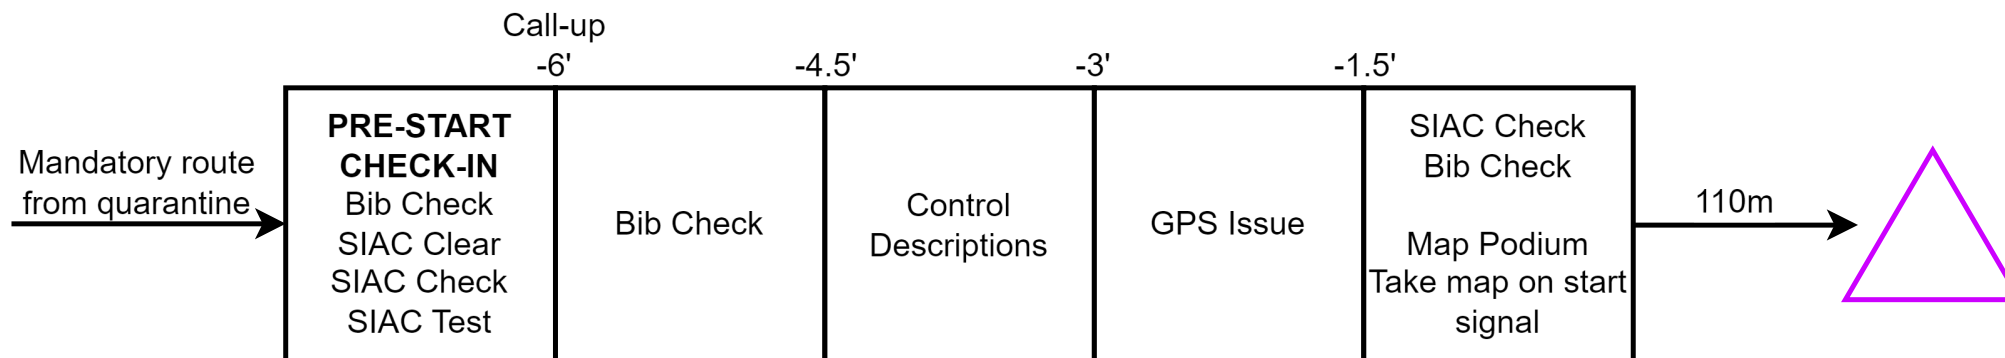 Call-up
-6'
-4.5'
-3'
-1.5'
Mandatory route
from quarantine
PRE-START
CHECK-IN
Bib Check
SIAC Clear
SIAC Check
SIAC Test
Bib Check
Control
Descriptions
GPS Issue
SIAC Check
Bib Check
Map Podium
Take map on start
signal
110m